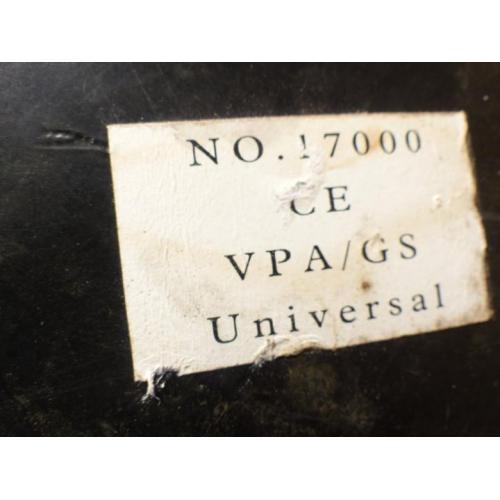 NO.17000
CE
VPA/GS
Universal